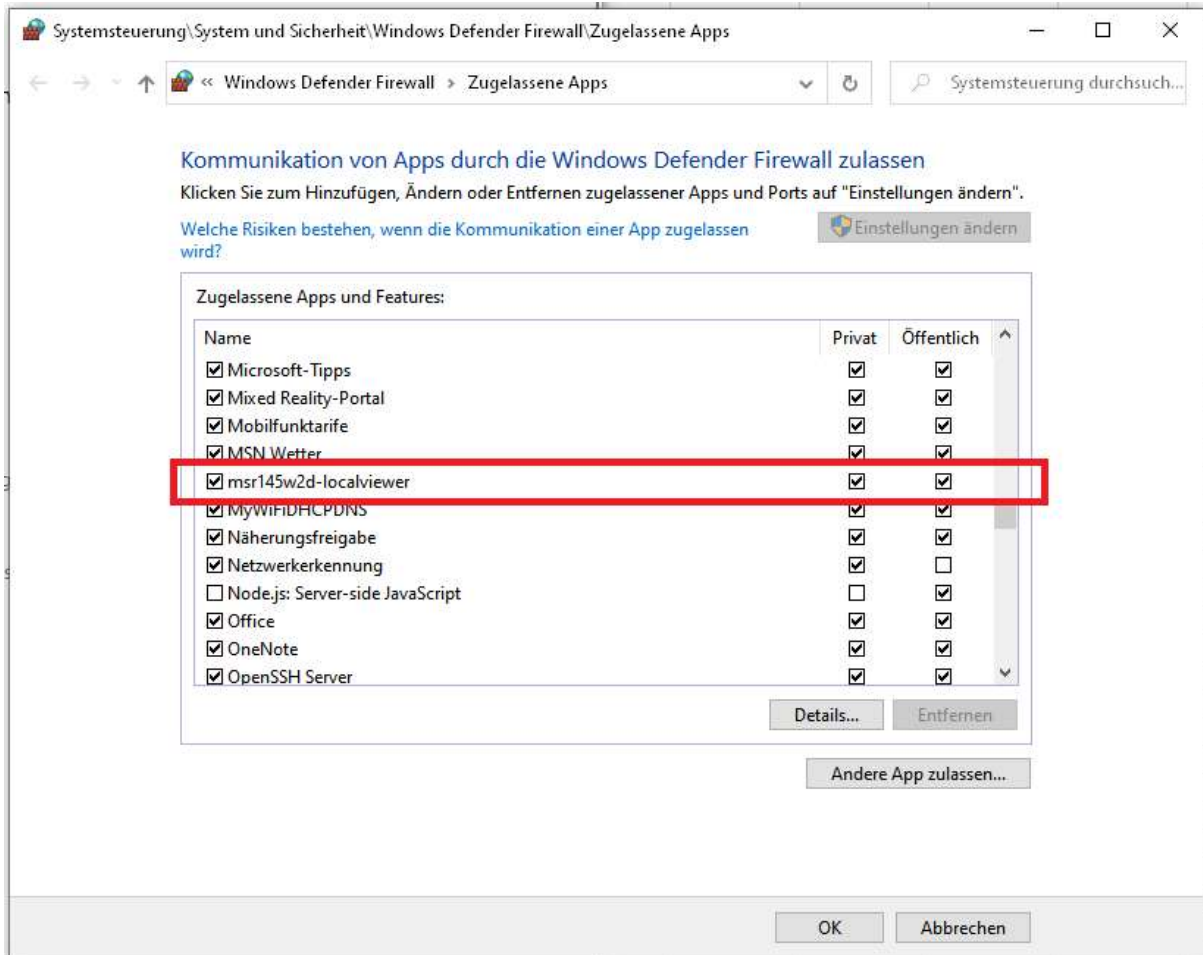 Systemsteuerung\System und Sicherheit\Windows Defender Firewall\Zugelassene Apps
« Windows Defender Firewall > Zugelassene Apps
Systemsteuerung durchsuch...
Kommunikation von Apps durch die Windows Defender Firewall zulassen
Klicken Sie zum Hinzufügen, Ändern oder Entfernen zugelassener Apps und Ports auf "Einstellungen ändern".
Welche Risiken bestehen, wenn die Kommunikation einer App zugelassen
wird?
Einstellungen ändern
Zugelassene Apps und Features:
Name Privat Öffentlich
Microsoft-Tipps
Mixed Reality-Portal
Mobilfunktarife
MSN Wetter
msr145w2d-localviewer
MyWiFiDHCPDNS
Näherungsfreigabe
Netzwerkerkennung
Node.js: Server-side JavaScript
Office
OneNote
OpenSSH Server
Details... Entfernen
Andere App zulassen...
OK Abbrechen